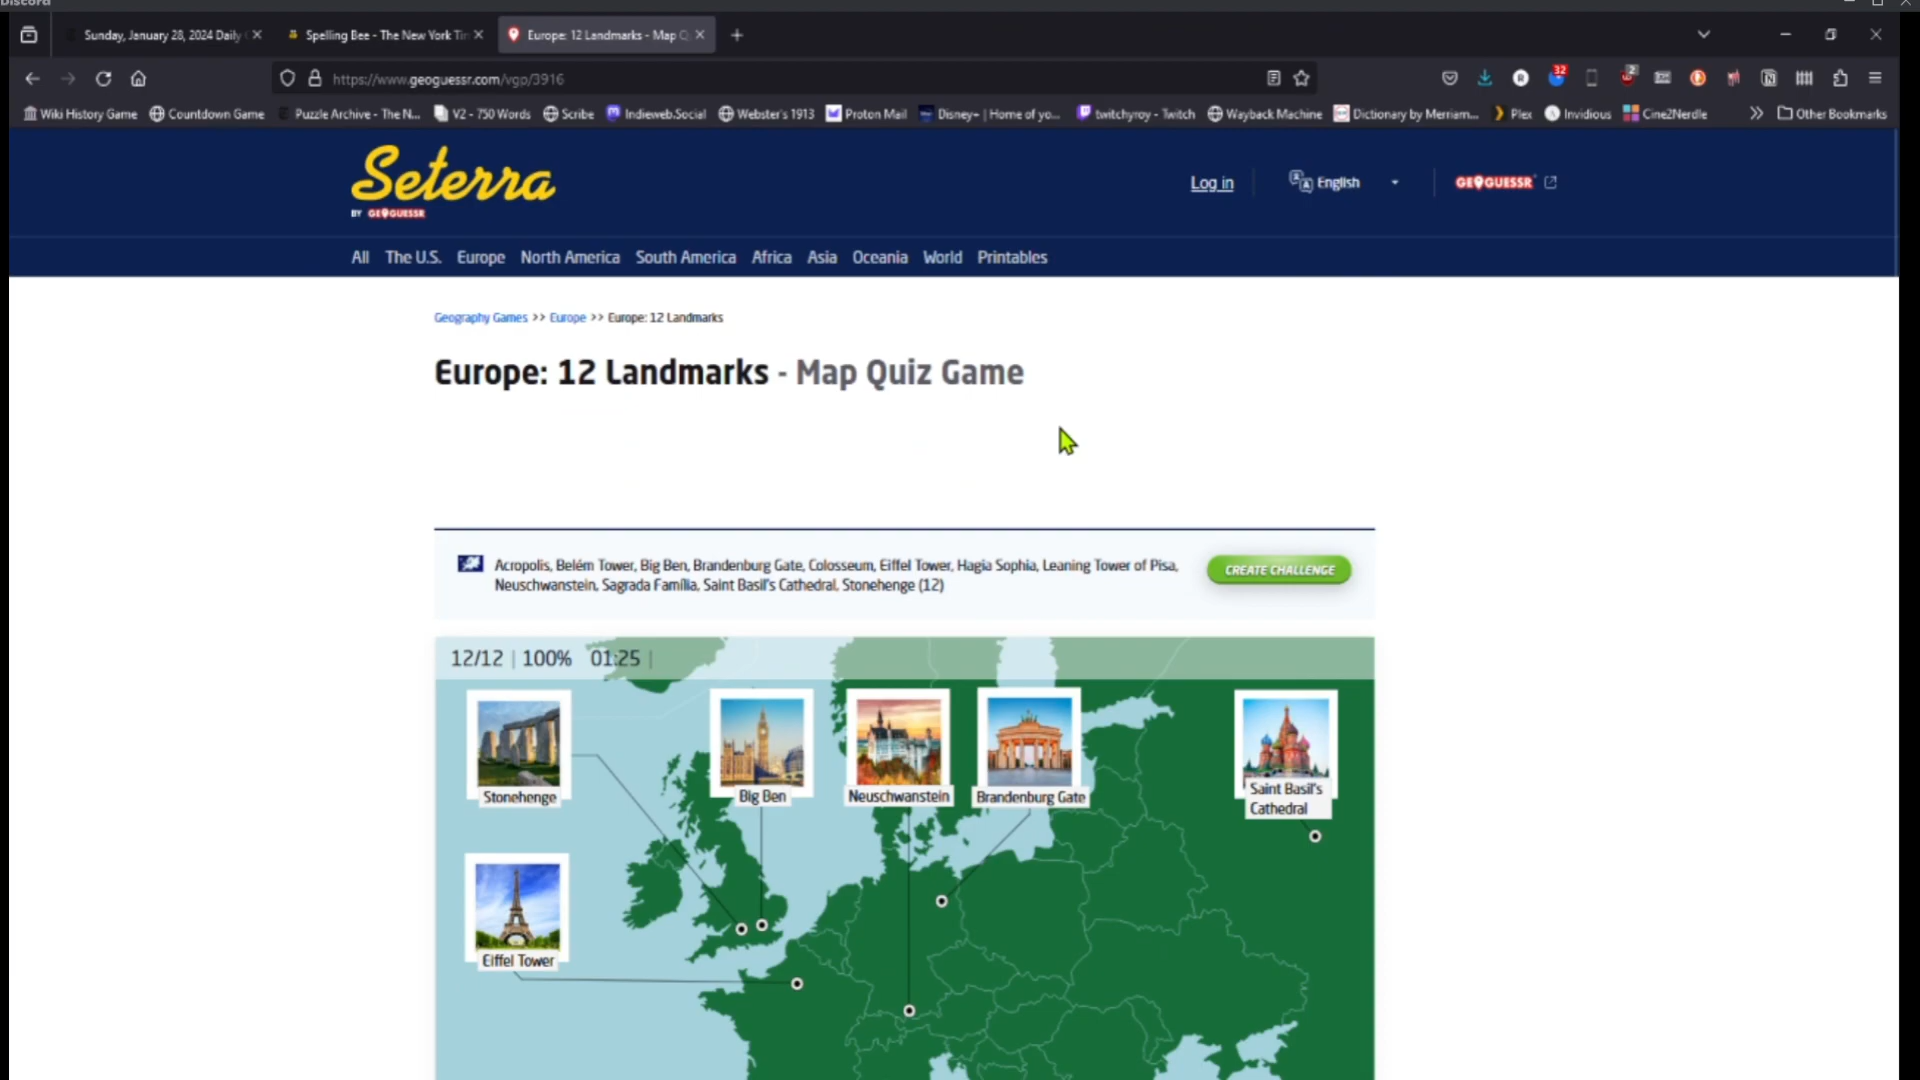 Discord
Sunday, January 28, 2024 Daily
Spelling Bee - The New York Tim
Europe: 12 Landmarks - Map Q
https://www.geoguessr.com/vgp/3916
32
2
Wiki History Game
Countdown Game
Puzzle Archive - The N...
V2 - 750 Words
Scribe
Indieweb.Social
Webster's 1913
Proton Mail
Disney+ | Home of yo...
twitchyroy - Twitch
Wayback Machine
Dictionary by Merriam...
Plex
Invidious
Cine2Nerdle
Other Bookmarks
Seterra
BY GEOGUESSR
Log in
English
GEOGUESSR
All The U.S. Europe North America South America Africa Asia Oceania World Printables
Geography Games >> Europe >> Europe: 12 Landmarks
Europe: 12 Landmarks - Map Quiz Game
Acropolis, Belém Tower, Big Ben, Brandenburg Gate, Colosseum, Eiffel Tower, Hagia Sophia, Leaning Tower of Pisa,
Neuschwanstein, Sagrada Família, Saint Basil's Cathedral, Stonehenge (12)
CREATE CHALLENGE
12/12 | 100% 01:25 |
Stonehenge
Big Ben
Neuschwanstein
Brandenburg Gate
Saint Basil's
Cathedral
Eiffel Tower